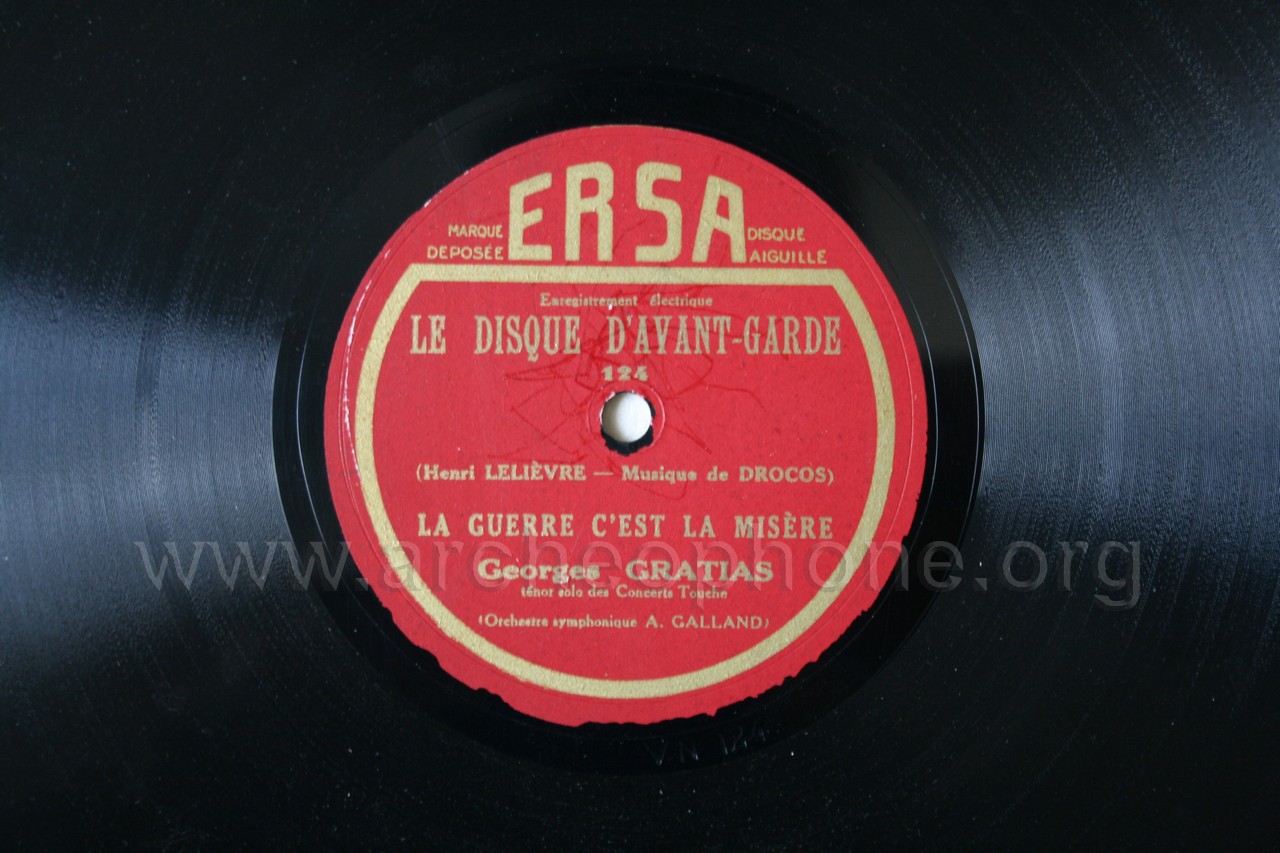 ERSA
MARQUE DEPOSÉE
DISQUE AIGUILLE
Enregistrement électrique
LE DISQUE D'AVANT-GARDE
124
(Henri LELIÈVRE — Musique de DROCOS)
LA GUERRE C'EST LA MISÈRE
www.archeophone.org
Georges GRATIAS
ténor solo des Concerts Touche
(Orchestre symphonique A. GALLAND)